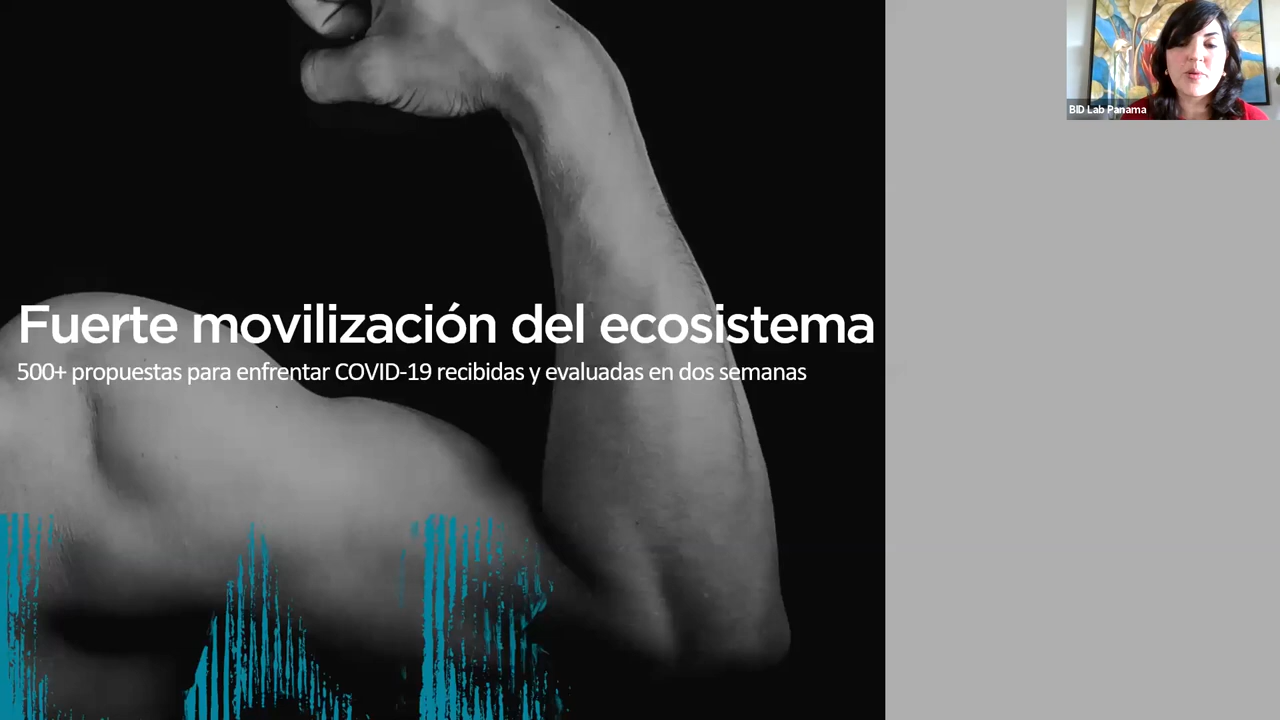 Fuerte movilización del ecosistema
500+ propuestas para enfrentar COVID-19 recibidas y evaluadas en dos semanas
BID Lab Panama